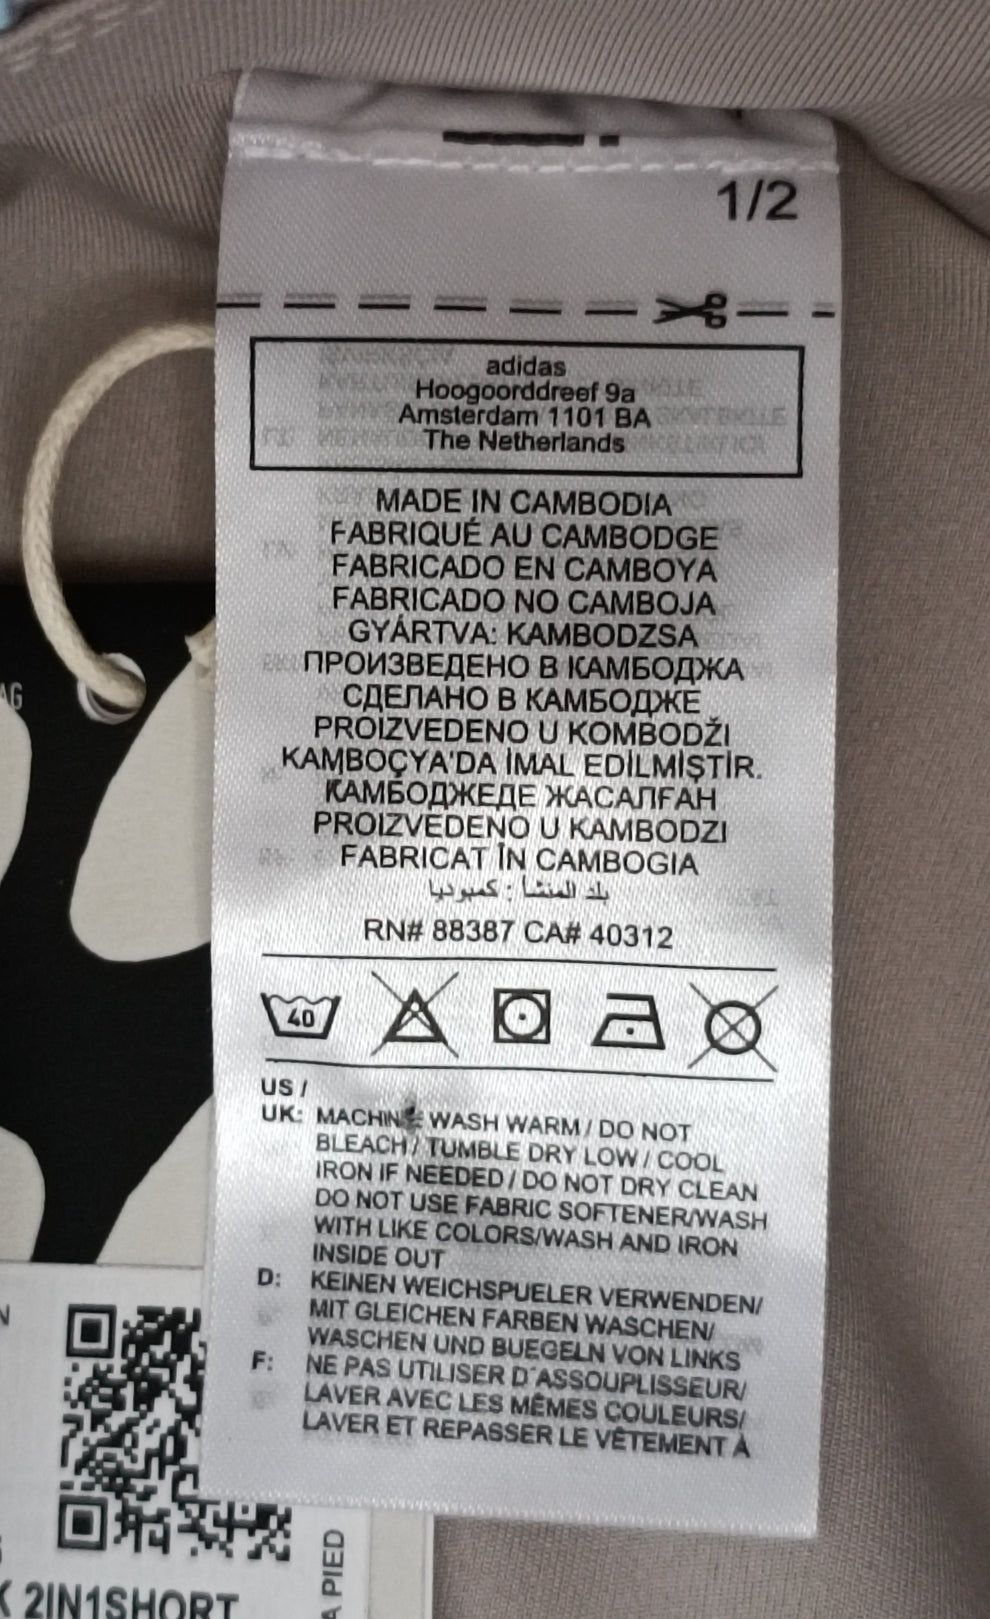 1/2
adidas
Hoogoorddreef 9a
Amsterdam 1101 BA
The Netherlands
MADE IN CAMBODIA
FABRIQUÉ AU CAMBODGE
FABRICADO EN CAMBOYA
FABRICADO NO CAMBOJA
GYÁRTVA: KAMBODZSA
ПРОИЗВЕДЕНО В КАМБОДЖА
СДЕЛАНО В КАМБОДЖЕ
PROIZVEDENO U KOMBODŽI
KAMBOÇYA'DA İMAL EDİLMİŞTİR.
КАМБОДЖЕДЕ ЖАСАЛҒАН
PROIZVEDENO U KAMBODZI
FABRICAT ÎN CAMBOGIA
بلد المنشأ : كمبوديا
RN# 88387 CA# 40312
40
US /
UK: MACHINE WASH WARM / DO NOT
BLEACH / TUMBLE DRY LOW / COOL
IRON IF NEEDED / DO NOT DRY CLEAN
DO NOT USE FABRIC SOFTENER/WASH
WITH LIKE COLORS/WASH AND IRON
INSIDE OUT
D: KEINEN WEICHSPUELER VERWENDEN/
MIT GLEICHEN FARBEN WASCHEN/
WASCHEN UND BUEGELN VON LINKS
F: NE PAS UTILISER D´ASSOUPLISSEUR/
LAVER AVEC LES MÊMES COULEURS/
LAVER ET REPASSER LE VÊTEMENT À
AG
K 2IN1SHORT
A PIED